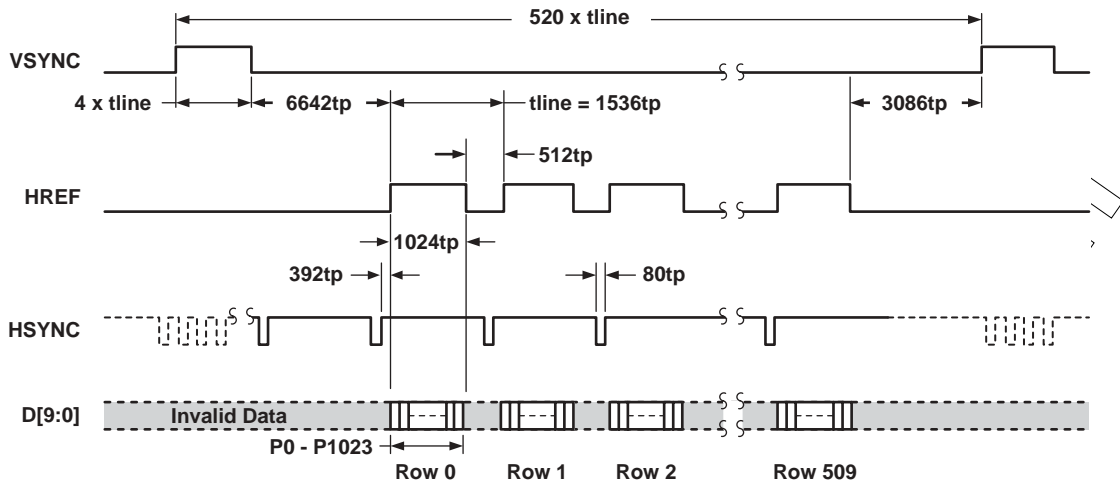 520 x tline
VSYNC
4 x tline
6642tp
tline = 1536tp
3086tp
512tp
HREF
1024tp
392tp
80tp
HSYNC
D[9:0]
Invalid Data
P0 - P1023
Row 0
Row 1
Row 2
Row 509